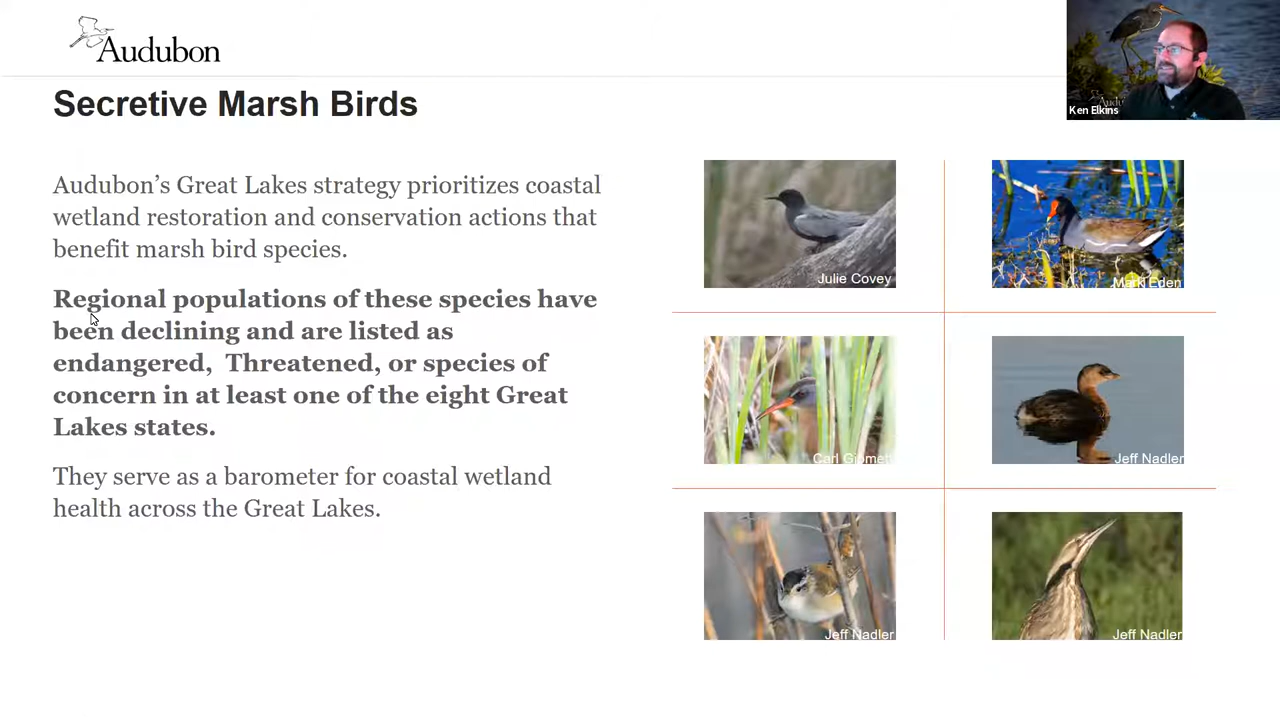 Audubon
Secretive Marsh Birds
Ken Elkins
Audubon’s Great Lakes strategy prioritizes coastal
wetland restoration and conservation actions that
benefit marsh bird species.
Regional populations of these species have
been declining and are listed as
endangered,  Threatened, or species of
concern in at least one of the eight Great
Lakes states.
They serve as a barometer for coastal wetland
health across the Great Lakes.
Julie Covey
Mark Eden
Carl
Jeff Nadler
Jeff Nadler
Jeff Nadler